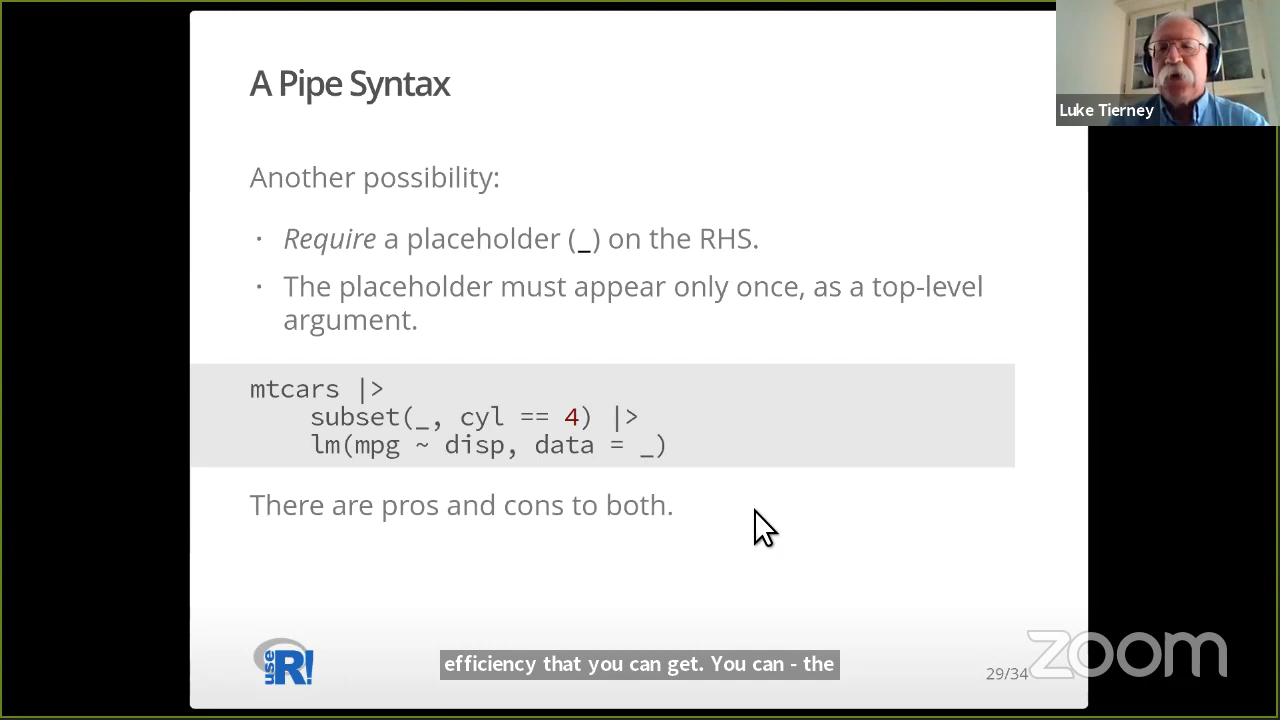 A Pipe Syntax
Luke Tierney
Another possibility:
· Require a placeholder (_) on the RHS.
· The placeholder must appear only once, as a top-level
argument.
mtcars |>
    subset(_, cyl == 4) |>
    lm(mpg ~ disp, data = _)
There are pros and cons to both.
use R!
efficiency that you can get. You can - the
29/34
zoom